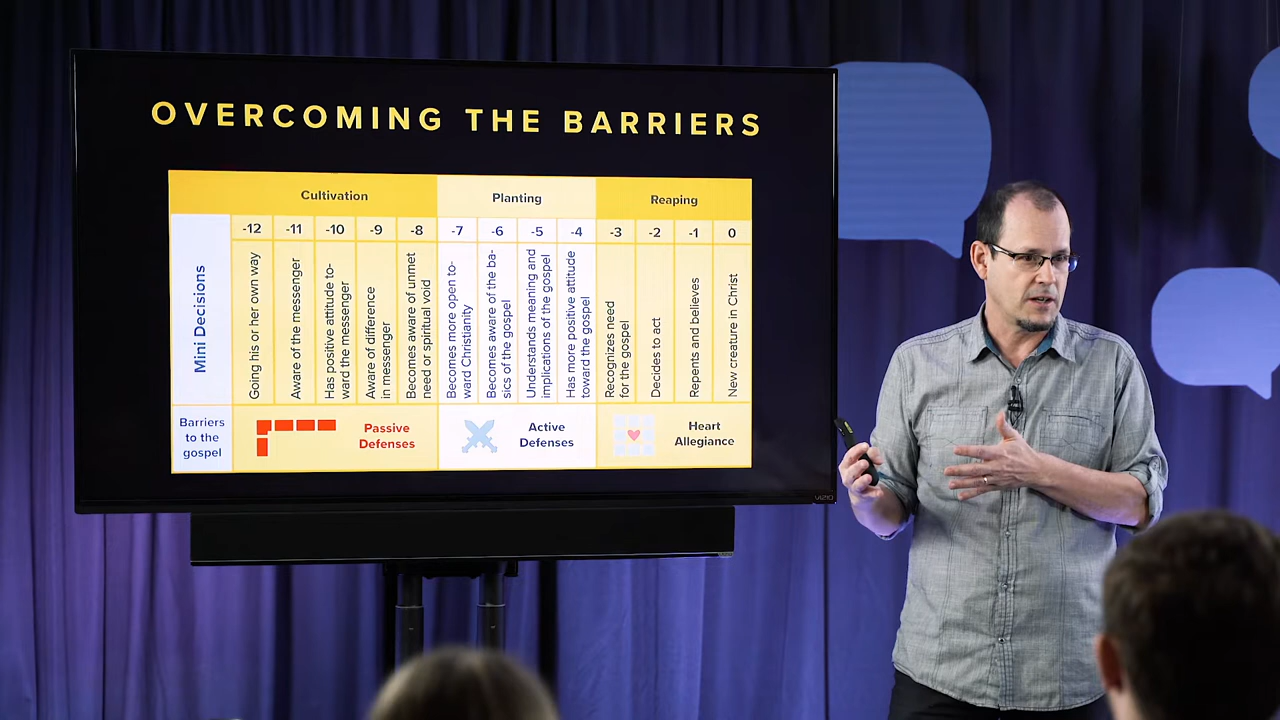 OVERCOMING THE BARRIERS
Cultivation
Planting
Reaping
Mini Decisions
-12
-11
-10
-9
-8
-7
-6
-5
-4
-3
-2
-1
0
Going his or her own way
Aware of the messenger
Has positive attitude to-
ward the messenger
Aware of difference
in messenger
Becomes aware of unmet
need or spiritual void
Becomes more open to-
ward Christianity
Becomes aware of the ba-
sics of the gospel
Understands meaning and
implications of the gospel
Has more positive attitude
toward the gospel
Recognizes need
for the gospel
Decides to act
Repents and believes
New creature in Christ
Barriers
to the
gospel
Passive
Defenses
Active
Defenses
Heart
Allegiance
VIZIO